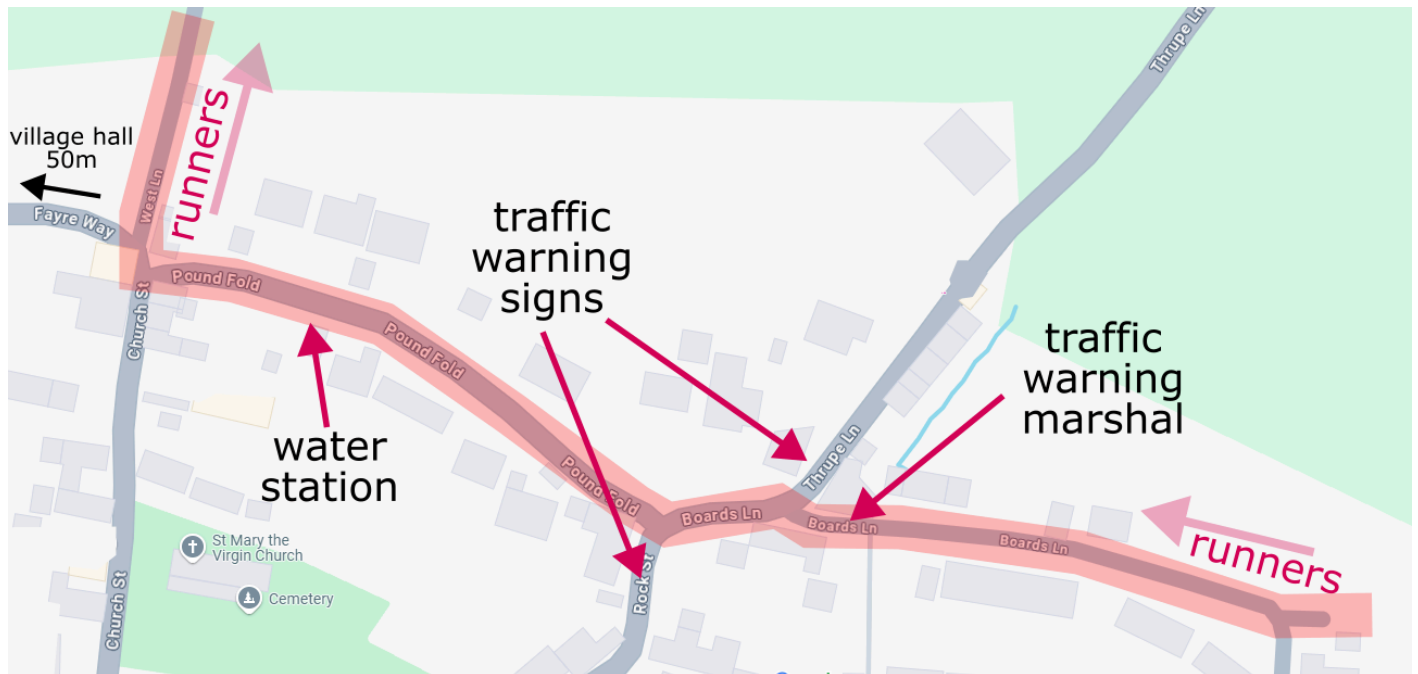 Thrupe Ln
runners
village hall
50m
West Ln
Fayre Way
Pound Fold
traffic
warning
signs
Church St
traffic
warning
marshal
Pound Fold
water
station
Thrupe Ln
Pound Fold
Boards Ln
Boards Ln
Boards Ln
runners
St Mary the
Virgin Church
Rock St
Cemetery
Church St